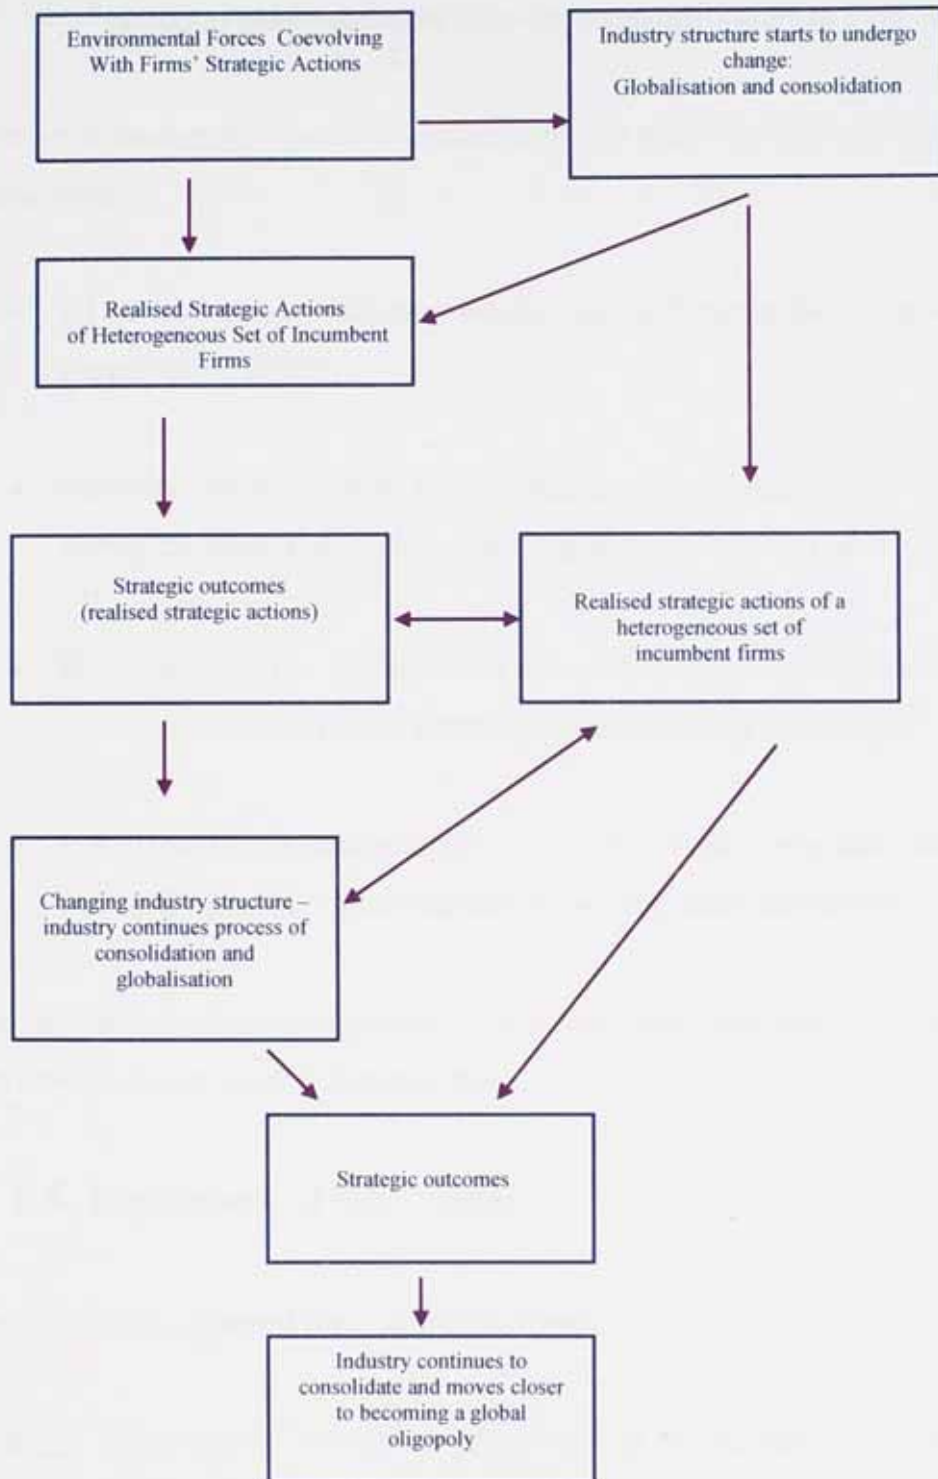 Environmental Forces Coevolving
With Firms' Strategic Actions
Industry structure starts to undergo
change:
Globalisation and consolidation
Realised Strategic Actions
of Heterogeneous Set of Incumbent
Firms
Strategic outcomes
(realised strategic actions)
Realised strategic actions of a
heterogeneous set of
incumbent firms
Changing industry structure –
industry continues process of
consolidation and
globalisation
Strategic outcomes
Industry continues to
consolidate and moves closer
to becoming a global
oligopoly